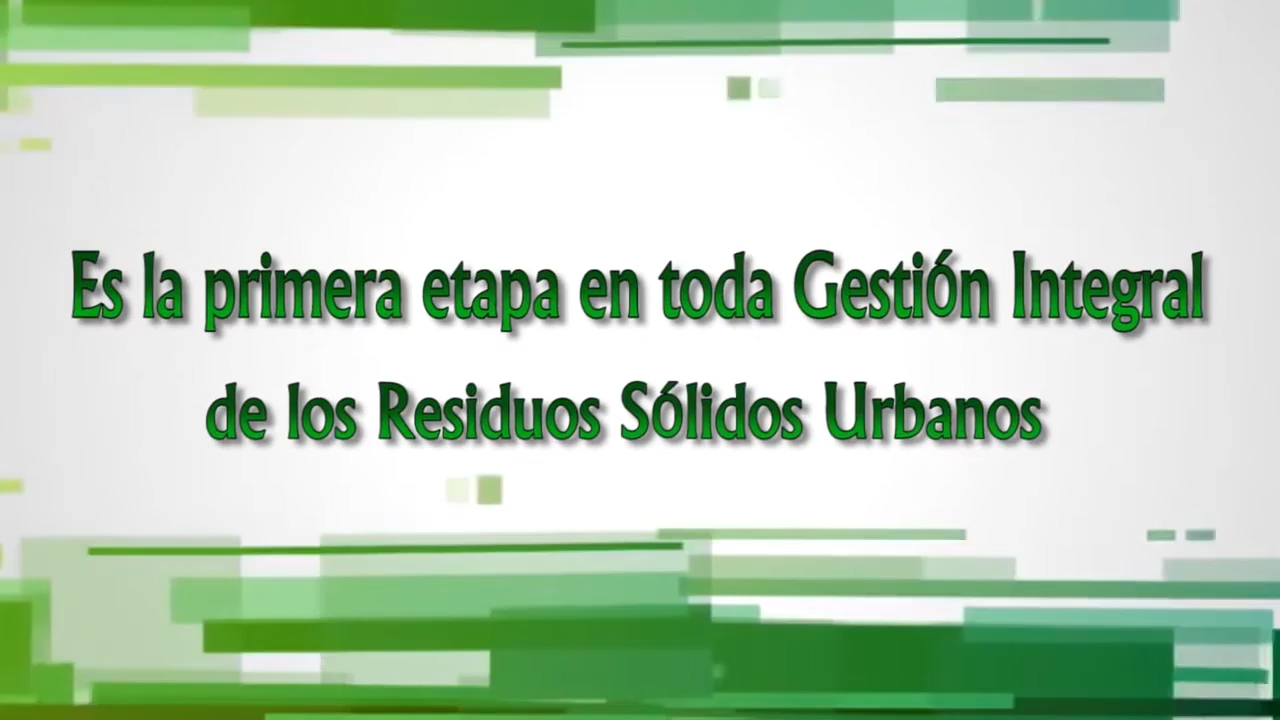 Es la primera etapa en toda Gestión Integral
de los Residuos Sólidos Urbanos